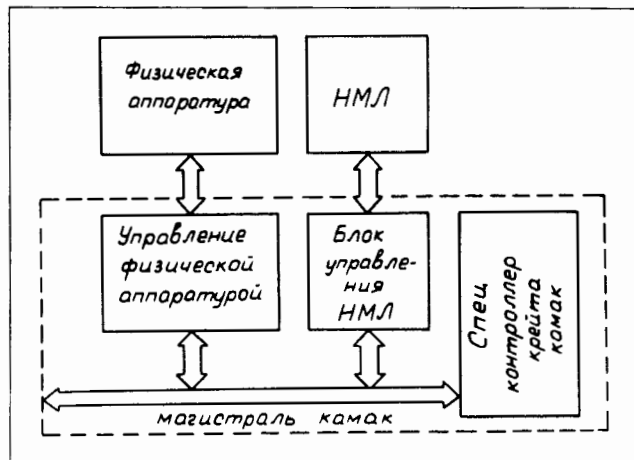 Физическая
аппаратура
НМЛ
Управление
физической
аппаратурой
Блок
управле-
ния
НМЛ
Спец
контроллер
крейта
камак
магистраль камак